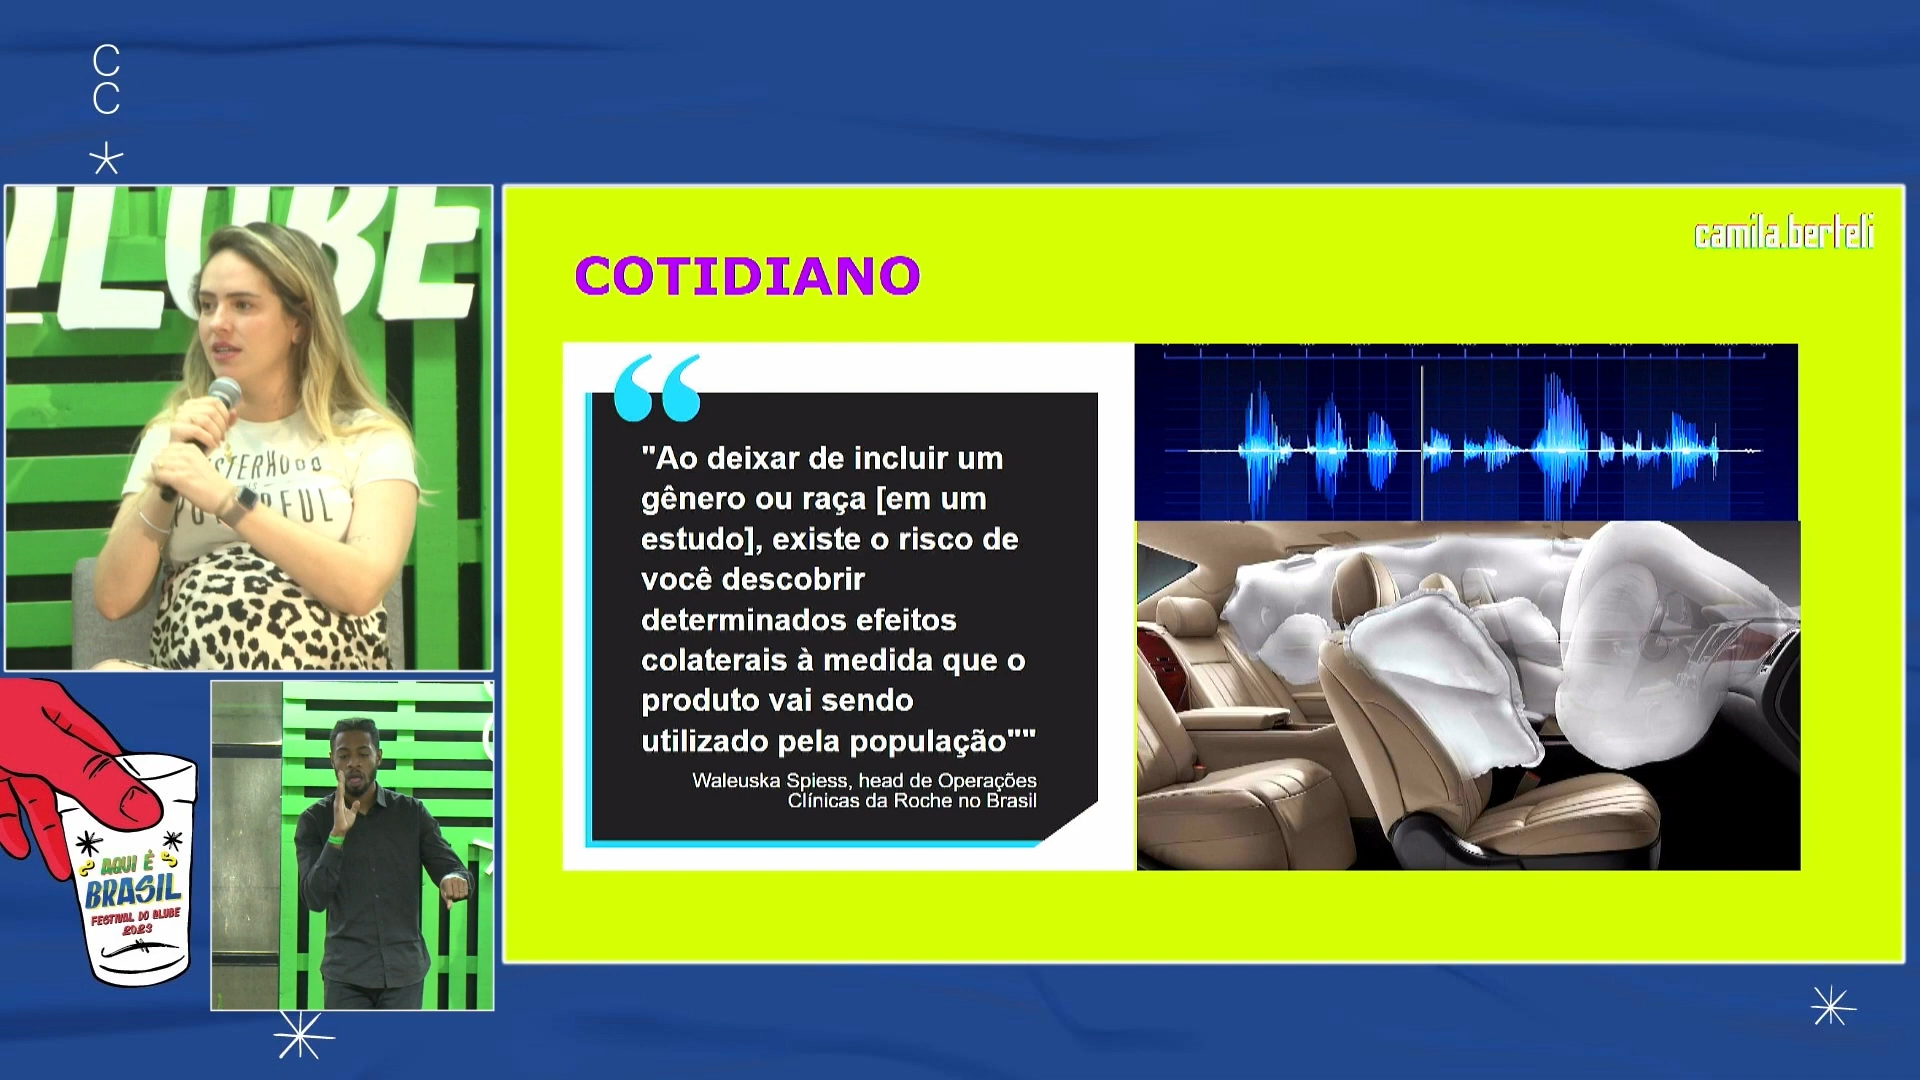 C
C
LUBE
STERHOOD
camila.berteli
COTIDIANO
"Ao deixar de incluir um
gênero ou raça [em um
estudo], existe o risco de
você descobrir
determinados efeitos
colaterais à medida que o
produto vai sendo
utilizado pela população""
Waleuska Spiess, head de Operações
Clínicas da Roche no Brasil
AQUI É
BRASIL
FESTIVAL DO CLUBE
2023